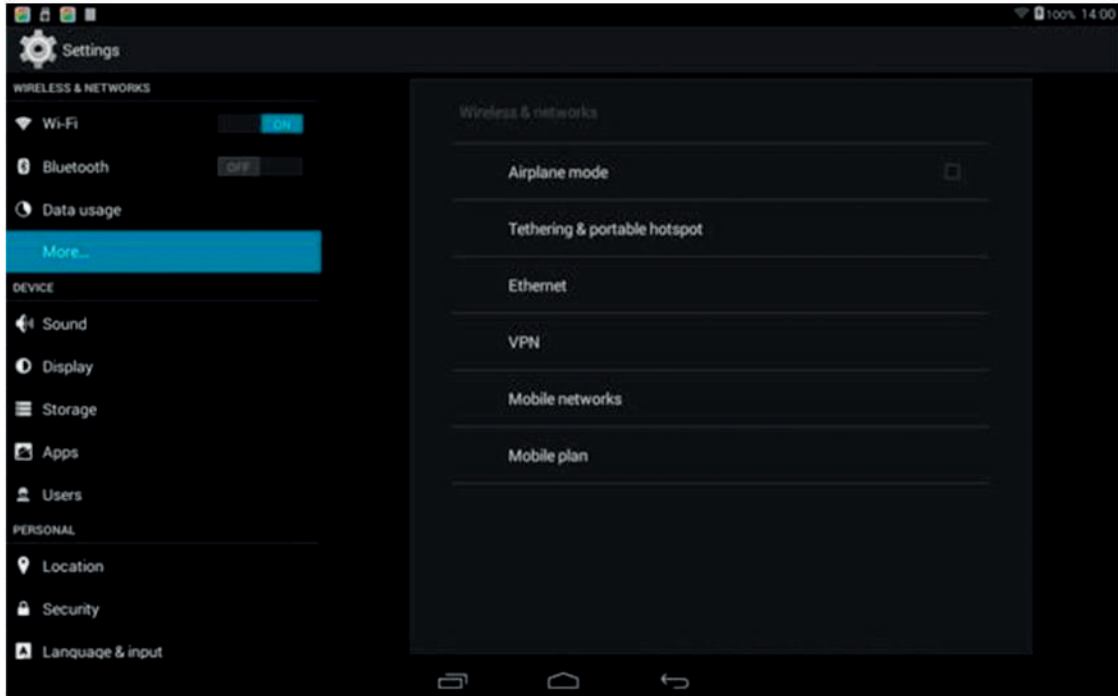 100% 14:00
Settings
WIRELESS & NETWORKS
Wi-Fi ON
Bluetooth OFF
Data usage
More...
DEVICE
Sound
Display
Storage
Apps
Users
PERSONAL
Location
Security
Language & input
Wireless & networks
Airplane mode
Tethering & portable hotspot
Ethernet
VPN
Mobile networks
Mobile plan